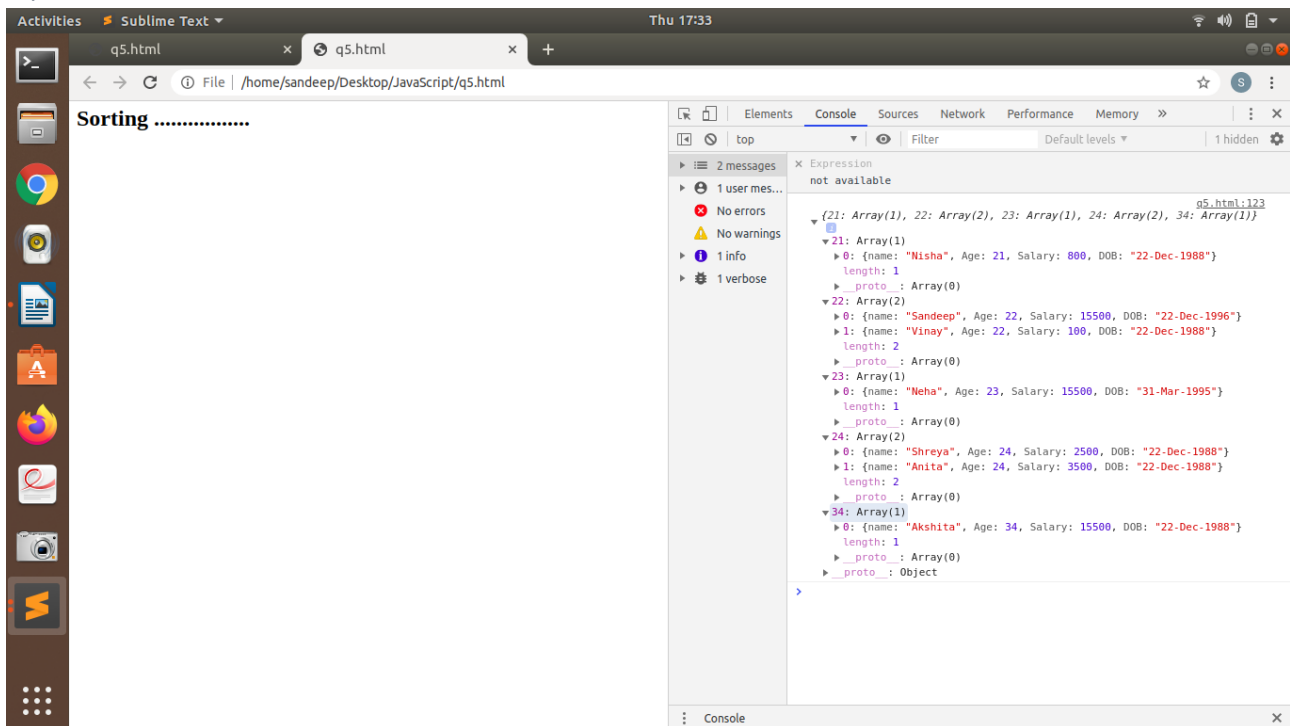 Activities Sublime Text Thu 17:33
q5.html × q5.html × +
File | /home/sandeep/Desktop/JavaScript/q5.html S
Sorting .................
Elements Console Sources Network Performance Memory » ×
top Filter Default levels ▼ 1 hidden
2 messages
1 user mes...
No errors
No warnings
1 info
1 verbose
× Expression
not available
q5.html:123
{21: Array(1), 22: Array(2), 23: Array(1), 24: Array(2), 34: Array(1)}
i
▼21: Array(1)
▶0: {name: "Nisha", Age: 21, Salary: 800, DOB: "22-Dec-1988"}
length: 1
▶__proto__: Array(0)
▼22: Array(2)
▶0: {name: "Sandeep", Age: 22, Salary: 15500, DOB: "22-Dec-1996"}
▶1: {name: "Vinay", Age: 22, Salary: 100, DOB: "22-Dec-1988"}
length: 2
▶__proto__: Array(0)
▼23: Array(1)
▶0: {name: "Neha", Age: 23, Salary: 15500, DOB: "31-Mar-1995"}
length: 1
▶__proto__: Array(0)
▼24: Array(2)
▶0: {name: "Shreya", Age: 24, Salary: 2500, DOB: "22-Dec-1988"}
▶1: {name: "Anita", Age: 24, Salary: 3500, DOB: "22-Dec-1988"}
length: 2
▶__proto__: Array(0)
▼34: Array(1)
▶0: {name: "Akshita", Age: 34, Salary: 15500, DOB: "22-Dec-1988"}
length: 1
▶__proto__: Array(0)
▶__proto__: Object
>
Console ×